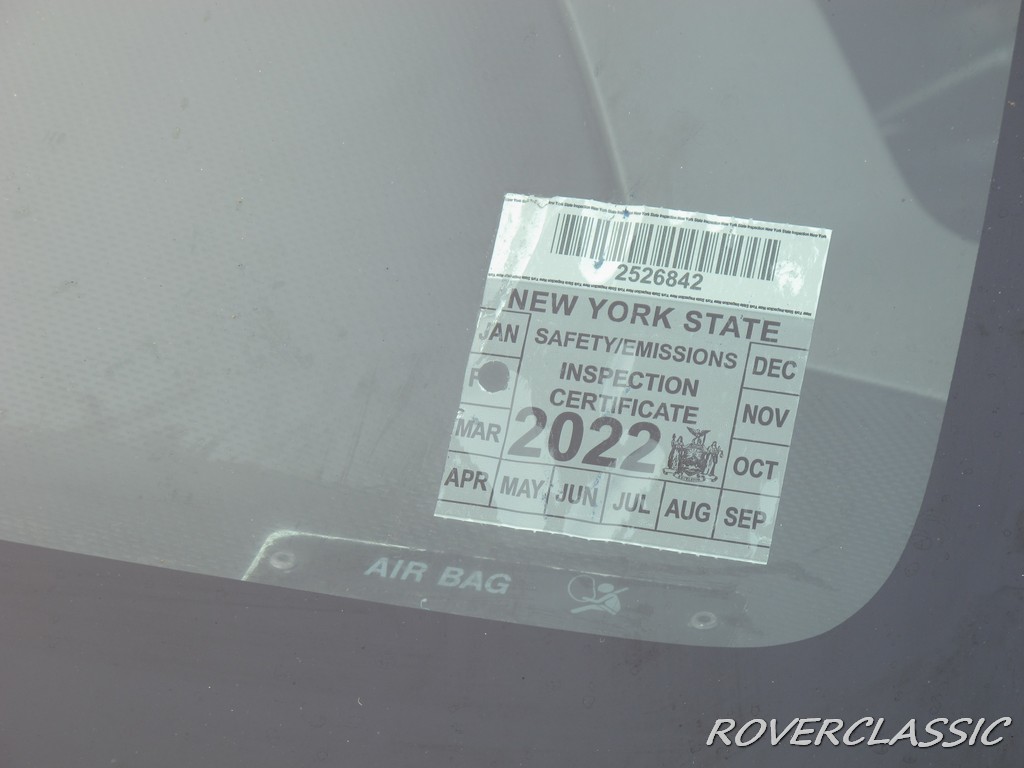 2526842
NEW YORK STATE
SAFETY/EMISSIONS
INSPECTION
CERTIFICATE
2022
JAN
MAR
APR
MAY
JUN
JUL
AUG
SEP
OCT
NOV
DEC
AIR BAG
ROVERCLASSIC